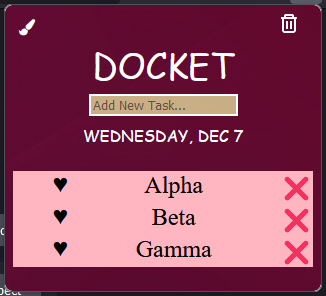 DOCKET
Add New Task...
WEDNESDAY, DEC 7
♥ Alpha
♥ Beta
♥ Gamma